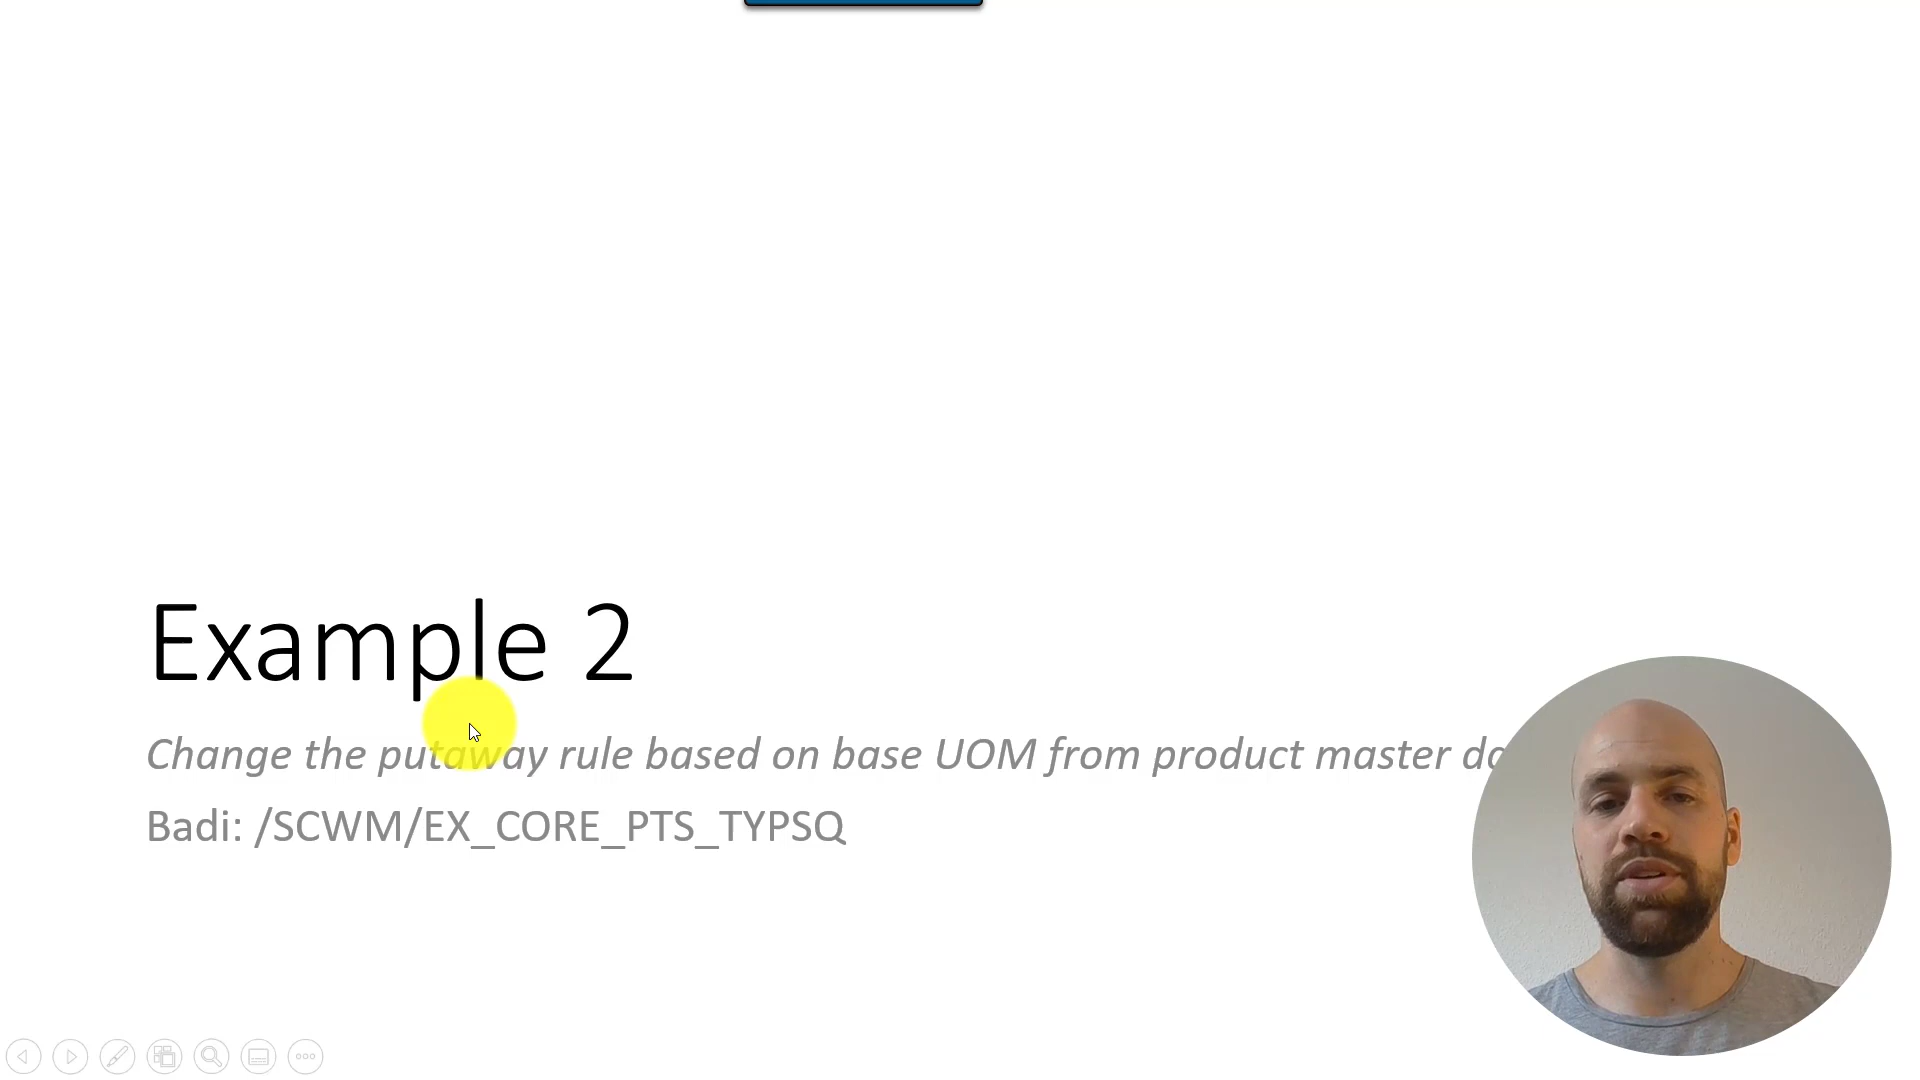 Example 2
Change the putaway rule based on base UOM from product master
Badi: /SCWM/EX_CORE_PTS_TYPSQ